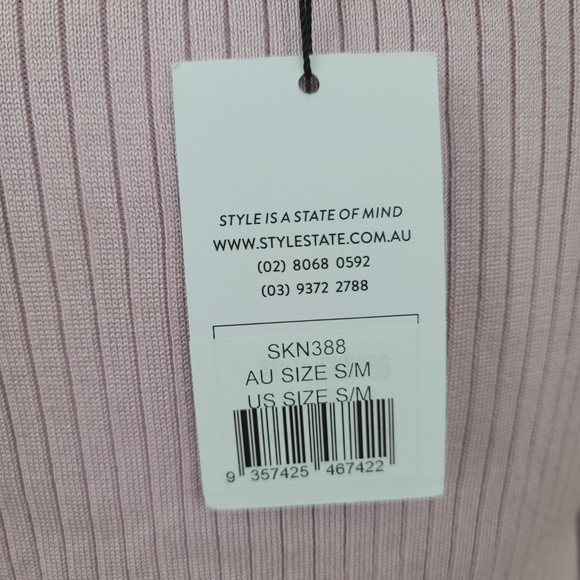 STYLE IS A STATE OF MIND
WWW.STYLESTATE.COM.AU
(02) 8068 0592
(03) 9372 2788
SKN388
AU SIZE S/M
US SIZE S/M
9 357425 467422